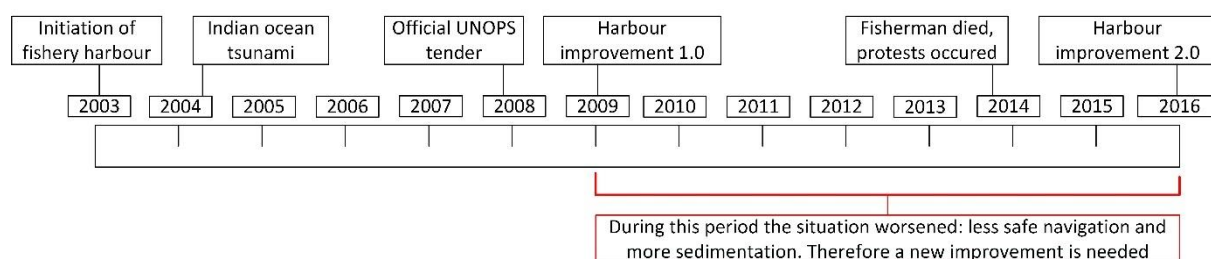 Initiation of
fishery harbour
Indian ocean
tsunami
Official UNOPS
tender
Harbour
improvement 1.0
Fisherman died,
protests occured
Harbour
improvement 2.0
2003
2004
2005
2006
2007
2008
2009
2010
2011
2012
2013
2014
2015
2016
During this period the situation worsened: less safe navigation and
more sedimentation. Therefore a new improvement is needed